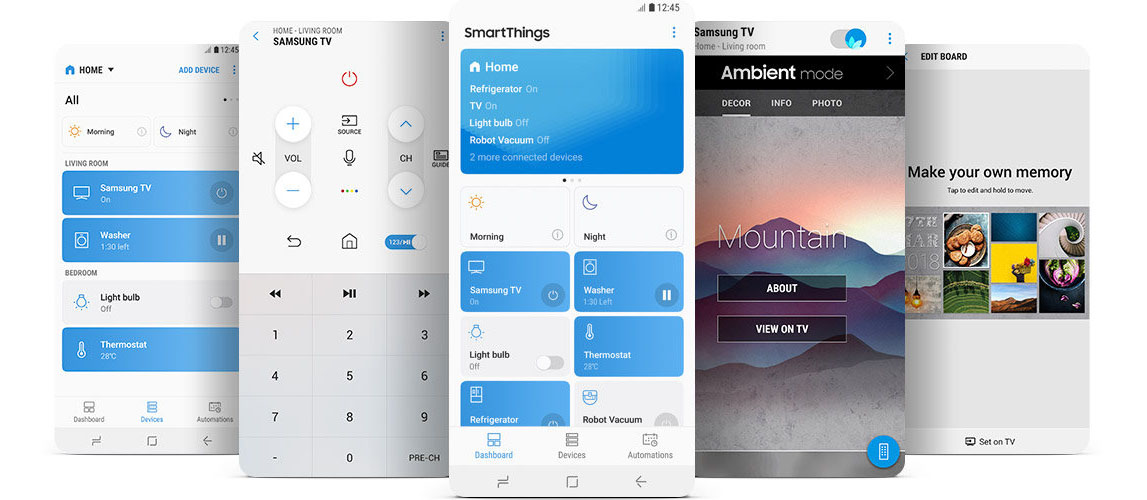 12:45
HOME
ADD DEVICE
All
Morning
Night
LIVING ROOM
Samsung TV
On
Washer
1:30 left
BEDROOM
Light bulb
Off
Thermostat
28℃
Dashboard
Devices
Automations
HOME - LIVING ROOM
SAMSUNG TV
VOL
SOURCE
CH
GUIDE
123/
1
2
3
4
5
6
7
8
9
-
0
PRE-CH
12:45
SmartThings
Home
Refrigerator On
TV On
Light bulb Off
Robot Vacuum Off
2 more connected devices
Morning
Night
Samsung TV
On
Washer
1:30 Left
Light bulb
Off
Thermostat
28℃
Refrigerator
Robot Vacuum
Dashboard
Devices
Automations
Samsung TV
Home - Living room
Ambient mode
DECOR
INFO
PHOTO
Mountain
ABOUT
VIEW ON TV
EDIT BOARD
Make your own memory
Tap to edit and hold to move.
17TH
MAR
2018
Set on TV